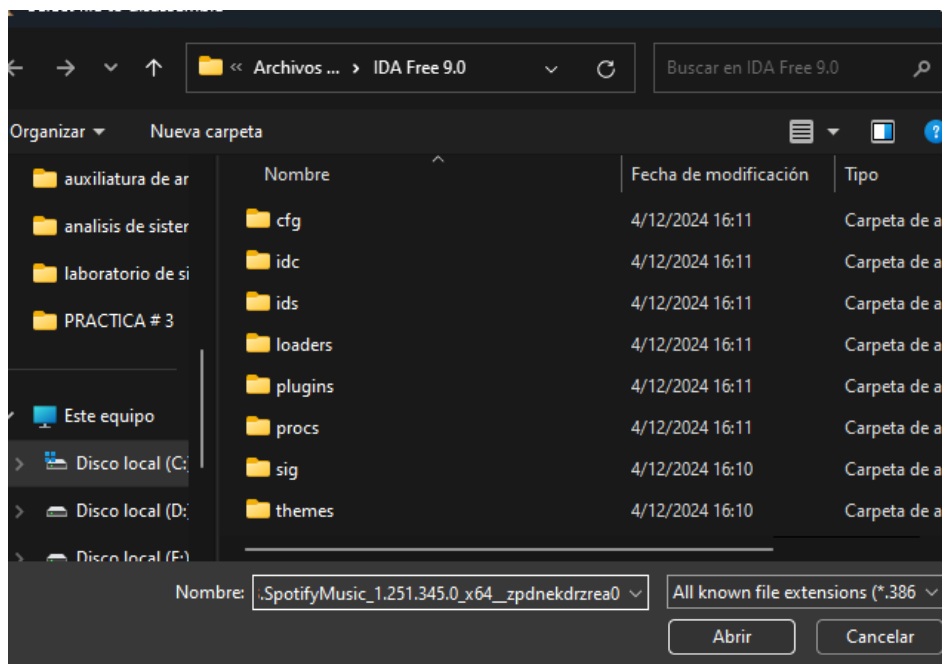 Archivos ... > IDA Free 9.0
Buscar en IDA Free 9.0
Organizar
Nueva carpeta
Nombre
Fecha de modificación
Tipo
auxiliatura de ar
analisis de sister
laboratorio de si
PRACTICA # 3
Este equipo
Disco local (C:
Disco local (D:
Disco local (E:)
cfg 4/12/2024 16:11 Carpeta de a
idc 4/12/2024 16:11 Carpeta de a
ids 4/12/2024 16:11 Carpeta de a
loaders 4/12/2024 16:11 Carpeta de a
plugins 4/12/2024 16:11 Carpeta de a
procs 4/12/2024 16:11 Carpeta de a
sig 4/12/2024 16:10 Carpeta de a
themes 4/12/2024 16:10 Carpeta de a
Nombre: .SpotifyMusic_1.251.345.0_x64__zpdnekdrzrea0
All known file extensions (*.386
Abrir
Cancelar